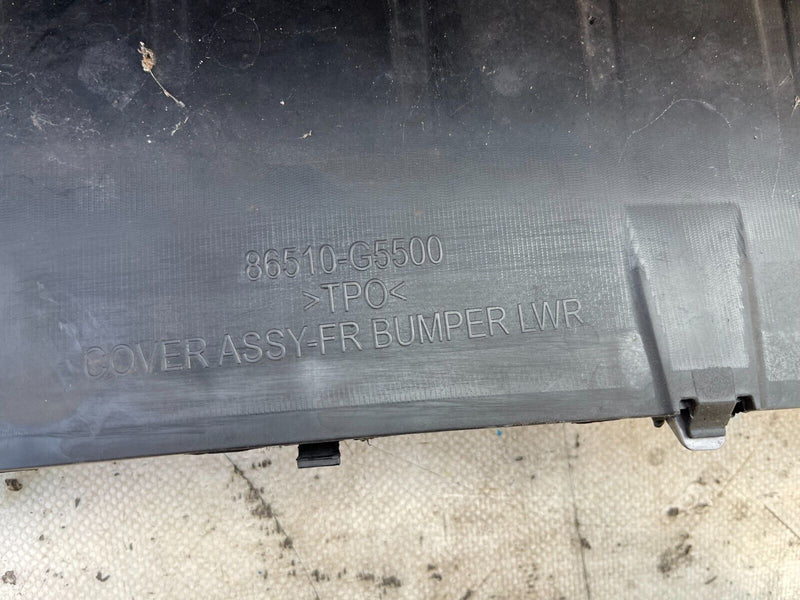 86510-G5500
>TPO<
COVER ASSY-FR BUMPER LWR